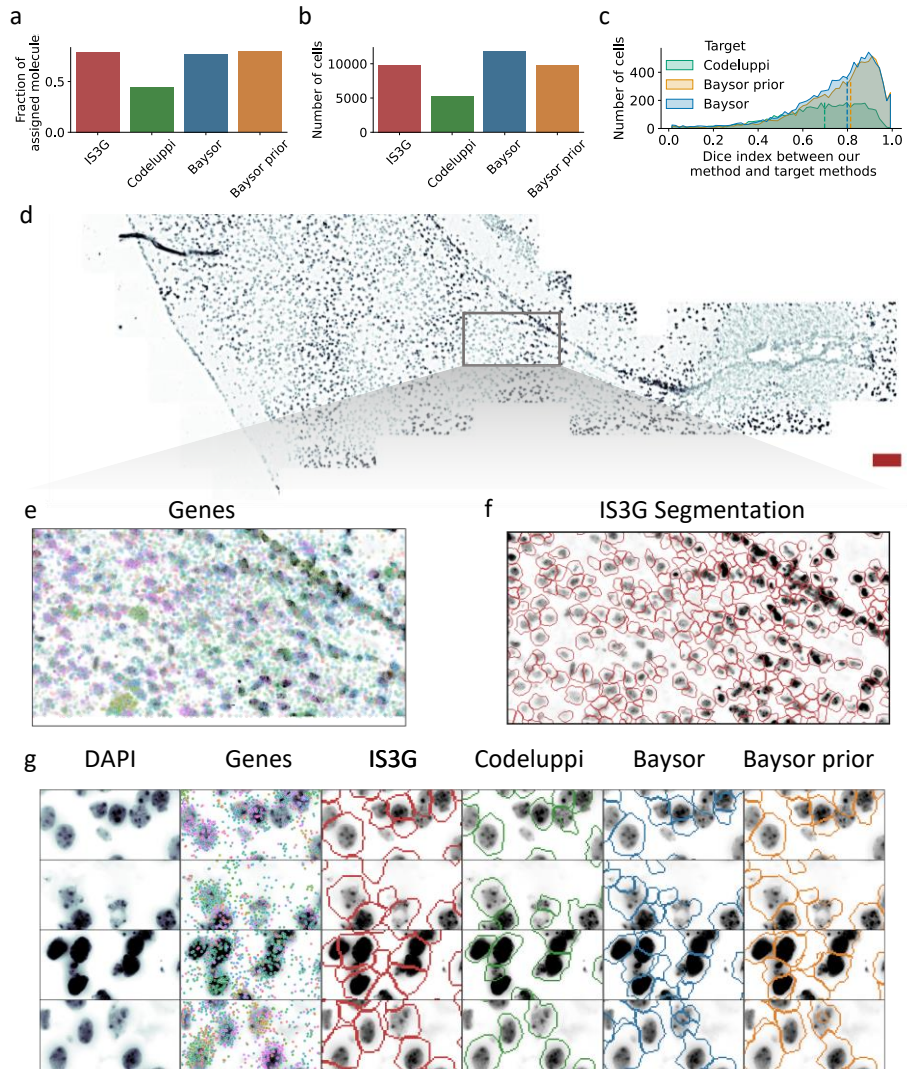 a
b
c
Fraction of
assigned molecule
0.5
0.0
IS3G
Codeluppi
Baysor
Baysor prior
Number of cells
10000
5000
0
IS3G
Codeluppi
Baysor
Baysor prior
Number of cells
400
200
0
Target
Codeluppi
Baysor prior
Baysor
0.0 0.2 0.4 0.6 0.8 1.0
Dice index between our
method and target methods
d
e Genes
f IS3G Segmentation
g DAPI Genes IS3G Codeluppi Baysor Baysor prior